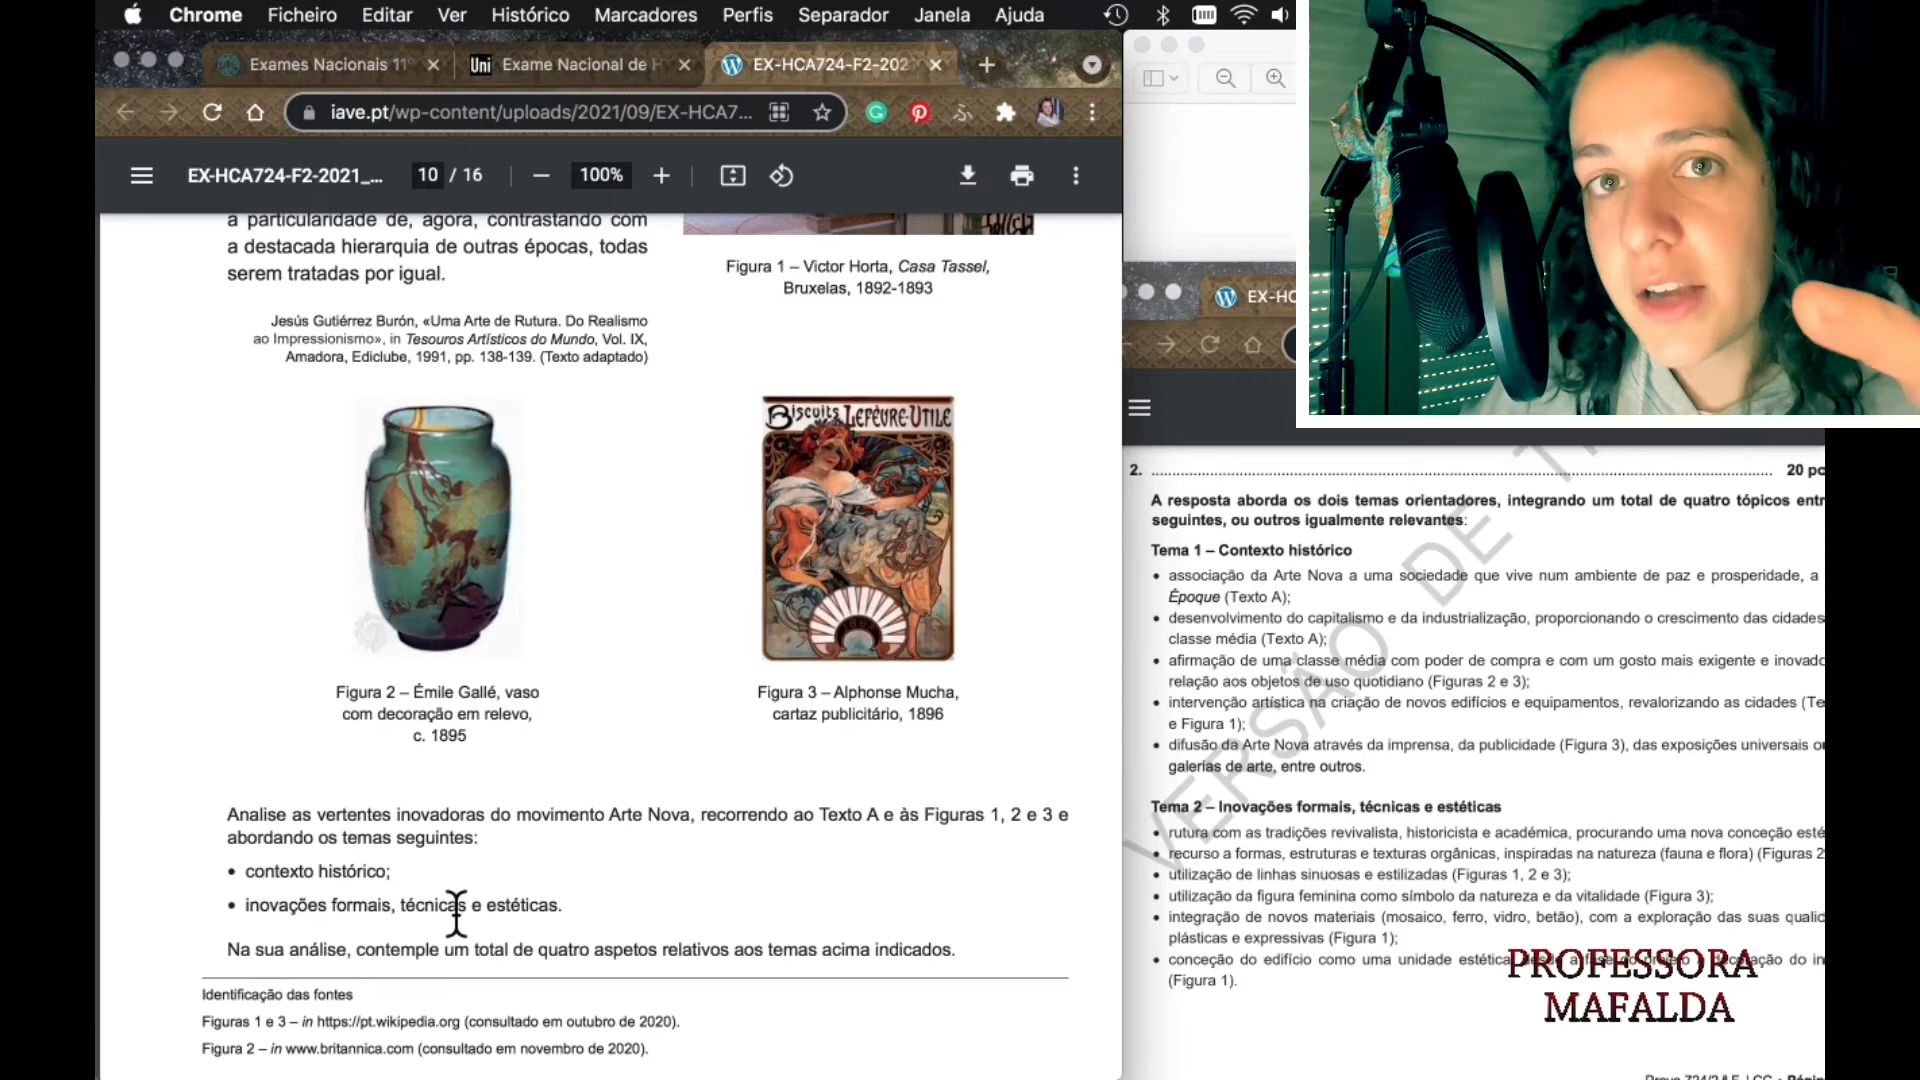 Chrome Ficheiro Editar Ver Histórico Marcadores Perfis Separador Janela Ajuda
Exames Nacionais 11º
Uni Exame Nacional de H
EX-HCA724-F2-202
iave.pt/wp-content/uploads/2021/09/EX-HCA7...
EX-HCA724-F2-2021_... 10 / 16 100%
a particularidade de, agora, contrastando com
a destacada hierarquia de outras épocas, todas
serem tratadas por igual.
Figura 1 – Victor Horta, Casa Tassel,
Bruxelas, 1892-1893
Jesús Gutiérrez Burón, «Uma Arte de Rutura. Do Realismo
ao Impressionismo», in Tesouros Artísticos do Mundo, Vol. IX,
Amadora, Ediclube, 1991, pp. 138-139. (Texto adaptado)
Biscuits Lefèvre-Utile
Figura 2 – Émile Gallé, vaso
com decoração em relevo,
c. 1895
Figura 3 – Alphonse Mucha,
cartaz publicitário, 1896
Analise as vertentes inovadoras do movimento Arte Nova, recorrendo ao Texto A e às Figuras 1, 2 e 3 e
abordando os temas seguintes:
• contexto histórico;
• inovações formais, técnicas e estéticas.
Na sua análise, contemple um total de quatro aspetos relativos aos temas acima indicados.
Identificação das fontes
Figuras 1 e 3 – in https://pt.wikipedia.org (consultado em outubro de 2020).
Figura 2 – in www.britannica.com (consultado em novembro de 2020).
EX-HC
2. .......... 20 po
A resposta aborda os dois temas orientadores, integrando um total de quatro tópicos entr
seguintes, ou outros igualmente relevantes:
Tema 1 – Contexto histórico
• associação da Arte Nova a uma sociedade que vive num ambiente de paz e prosperidade, a
Époque (Texto A);
• desenvolvimento do capitalismo e da industrialização, proporcionando o crescimento das cidades
classe média (Texto A);
• afirmação de uma classe média com poder de compra e com um gosto mais exigente e inovado
relação aos objetos de uso quotidiano (Figuras 2 e 3);
• intervenção artística na criação de novos edifícios e equipamentos, revalorizando as cidades (Te
e Figura 1);
• difusão da Arte Nova através da imprensa, da publicidade (Figura 3), das exposições universais o
galerias de arte, entre outros.
Tema 2 – Inovações formais, técnicas e estéticas
• rutura com as tradições revivalista, historicista e académica, procurando uma nova conceção esté
• recurso a formas, estruturas e texturas orgânicas, inspiradas na natureza (fauna e flora) (Figuras 2
• utilização de linhas sinuosas e estilizadas (Figuras 1, 2 e 3);
• utilização da figura feminina como símbolo da natureza e da vitalidade (Figura 3);
• integração de novos materiais (mosaico, ferro, vidro, betão), com a exploração das suas qualid
plásticas e expressivas (Figura 1);
• conceção do edifício como uma unidade estética, desde a fase do projeto à decoração do in
(Figura 1).
VERSÃO DE T
PROFESSORA
MAFALDA